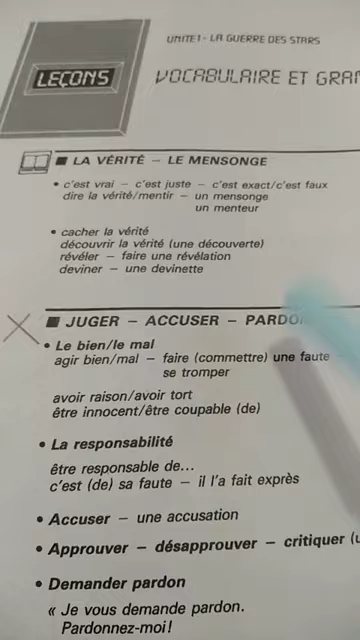 UNITE 1 - LA GUERRE DES STARS
LEÇONS
VOCABULAIRE ET
■ LA VÉRITÉ — LE MENSONGE
• c'est vrai — c'est juste — c'est exact/c'est faux
dire la vérité/mentir — un mensonge
un menteur
• cacher la vérité
découvrir la vérité (une découverte)
révéler — faire une révélation
deviner — une devinette
■ JUGER — ACCUSER —
• Le bien/le mal
agir bien/mal — faire (commettre) une faute —
se tromper
avoir raison/avoir tort
être innocent/être coupable (de)
• La responsabilité
être responsable de...
c'est (de) sa faute — il l'a fait exprès
• Accuser — une accusation
• Approuver — désapprouver — critiquer
• Demander pardon
« Je vous demande pardon.
Pardonnez-moi!